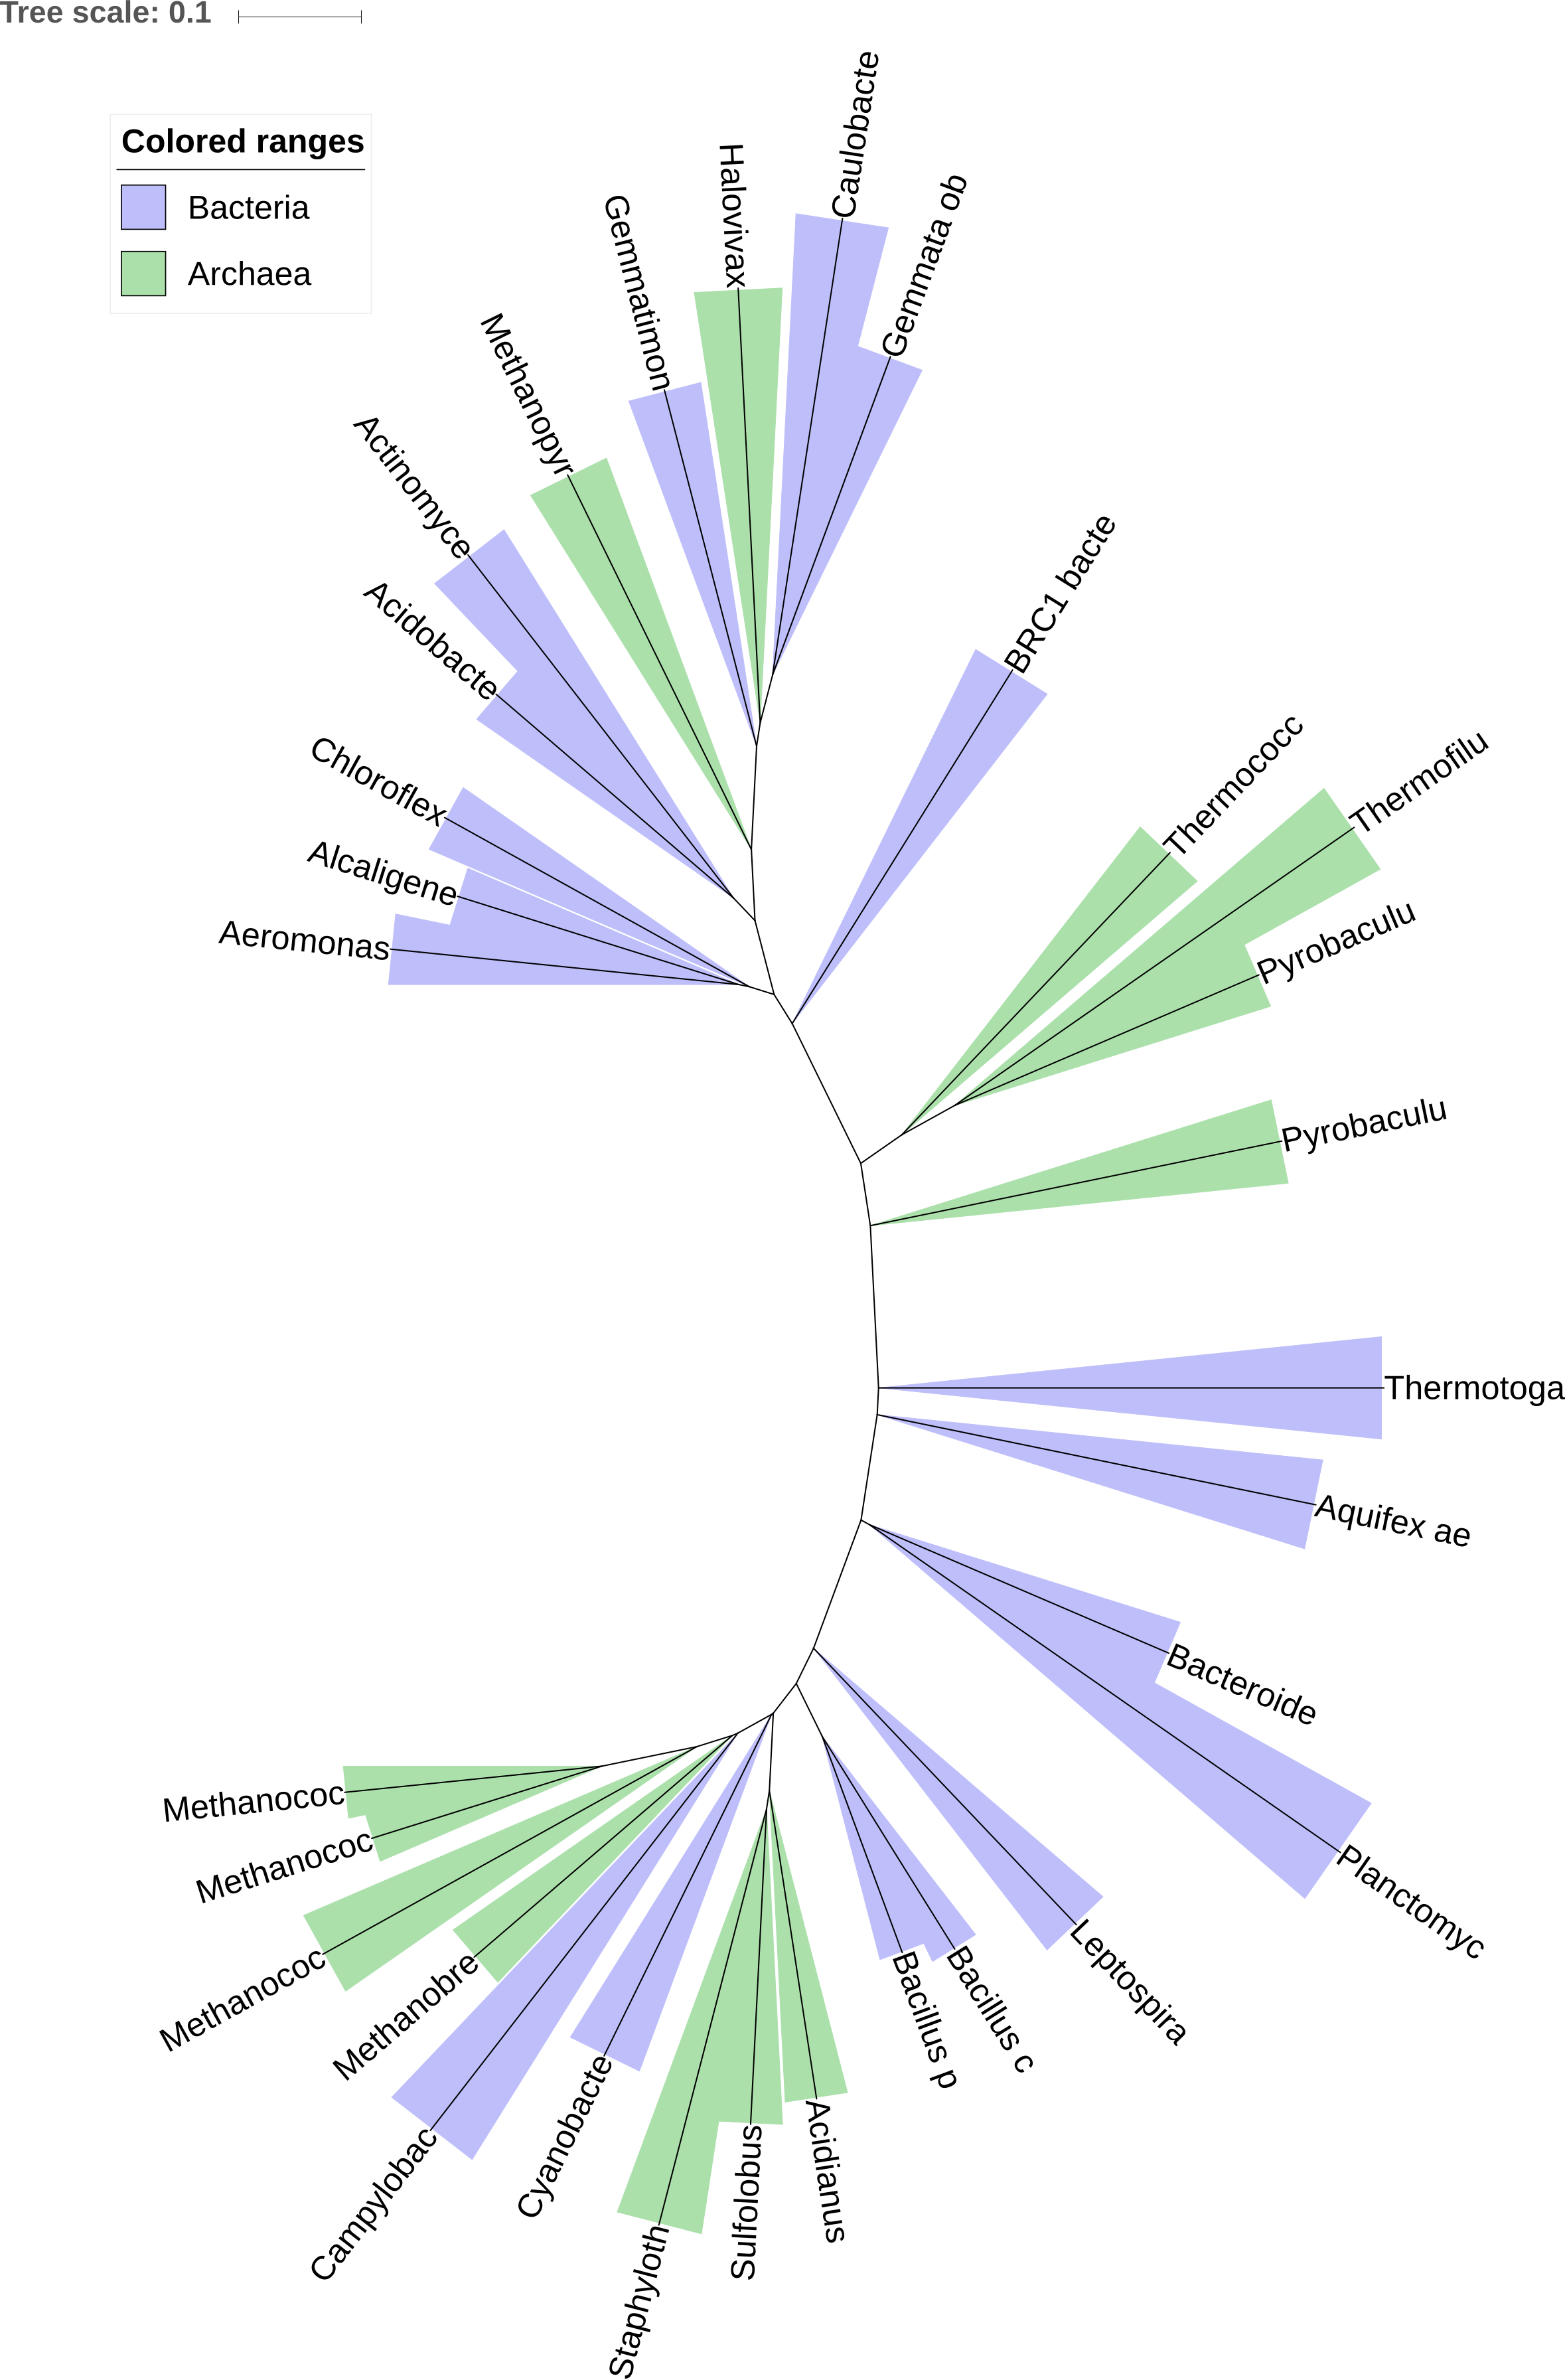 Tree scale: 0.1
Colored ranges
Bacteria
Archaea
Caulobacte
Halovivax
Gemmata ob
Gemmatimon
Methanopyr
Actinomyce
BRC1 bacte
Acidobacte
Thermococc
Thermofilu
Chloroflex
Alcaligene
Pyrobaculu
Aeromonas
Pyrobaculu
Thermotoga
Aquifex ae
Bacteroide
Planctomyc
Methanococ
Methanococ
Leptospira
Methanococ
Bacillus c
Bacillus p
Methanobre
Cyanobacte
Acidianus
Campylobac
Sulfolobus
Staphyloth